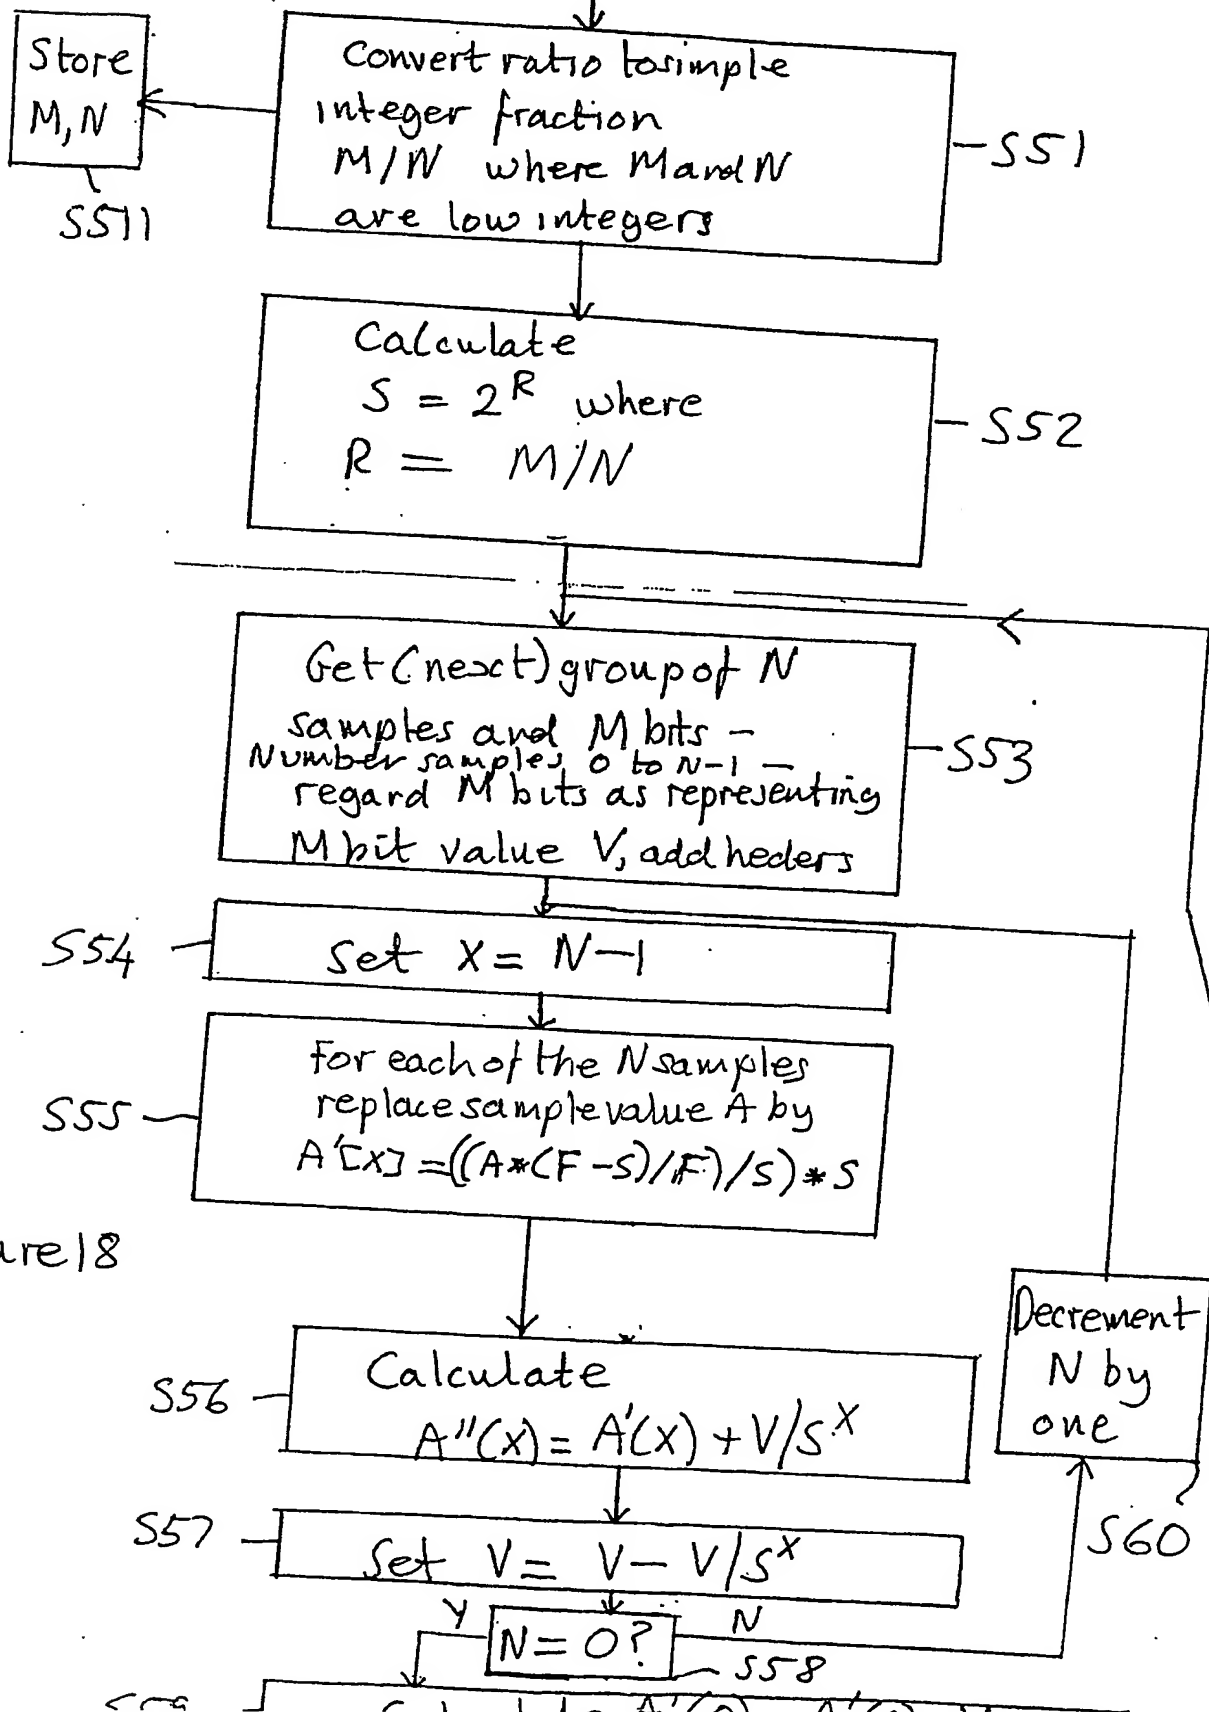 Store
M, N
S511
Convert ratio to simple
integer fraction
M/N where M and N
are low integers
S51
Calculate
S = 2^R where
R = M/N
S52
Get (next) group of N
samples and M bits -
Number samples 0 to N-1 -
regard M bits as representing
M bit value V, add heders
S53
S54
Set X = N-1
S55
For each of the N samples
replace sample value A by
A'[X] = ((A*(F-S)/F)/S)*S
ure 18
S56
Calculate
A''(X) = A'(X) + V/S^X
Decrement
N by
one
S60
S57
Set V = V - V/S^X
Y
N
N = 0?
S58